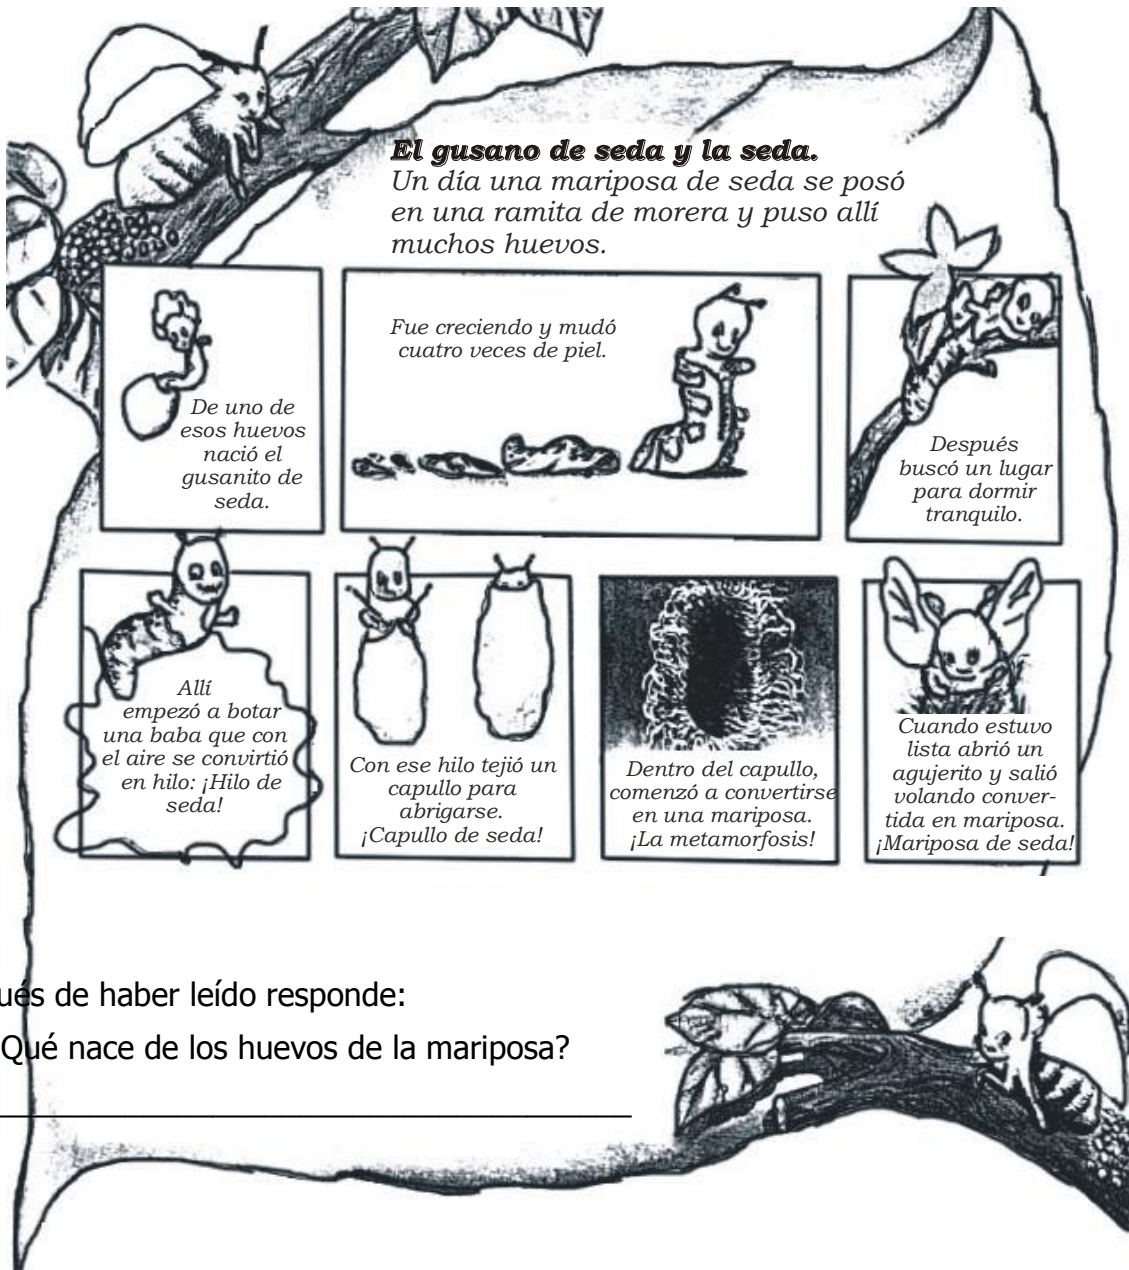 El gusano de seda y la seda.
Un día una mariposa de seda se posó
en una ramita de morera y puso allí
muchos huevos.
De uno de
esos huevos
nació el
gusanito de
seda.
Fue creciendo y mudó
cuatro veces de piel.
Después
buscó un lugar
para dormir
tranquilo.
Allí
empezó a botar
una baba que con
el aire se convirtió
en hilo: ¡Hilo de
seda!
Con ese hilo tejió un
capullo para
abrigarse.
¡Capullo de seda!
Dentro del capullo,
comenzó a convertirse
en una mariposa.
¡La metamorfosis!
Cuando estuvo
lista abrió un
agujerito y salió
volando conver-
tida en mariposa.
¡Mariposa de seda!
ués de haber leído responde:
Qué nace de los huevos de la mariposa?